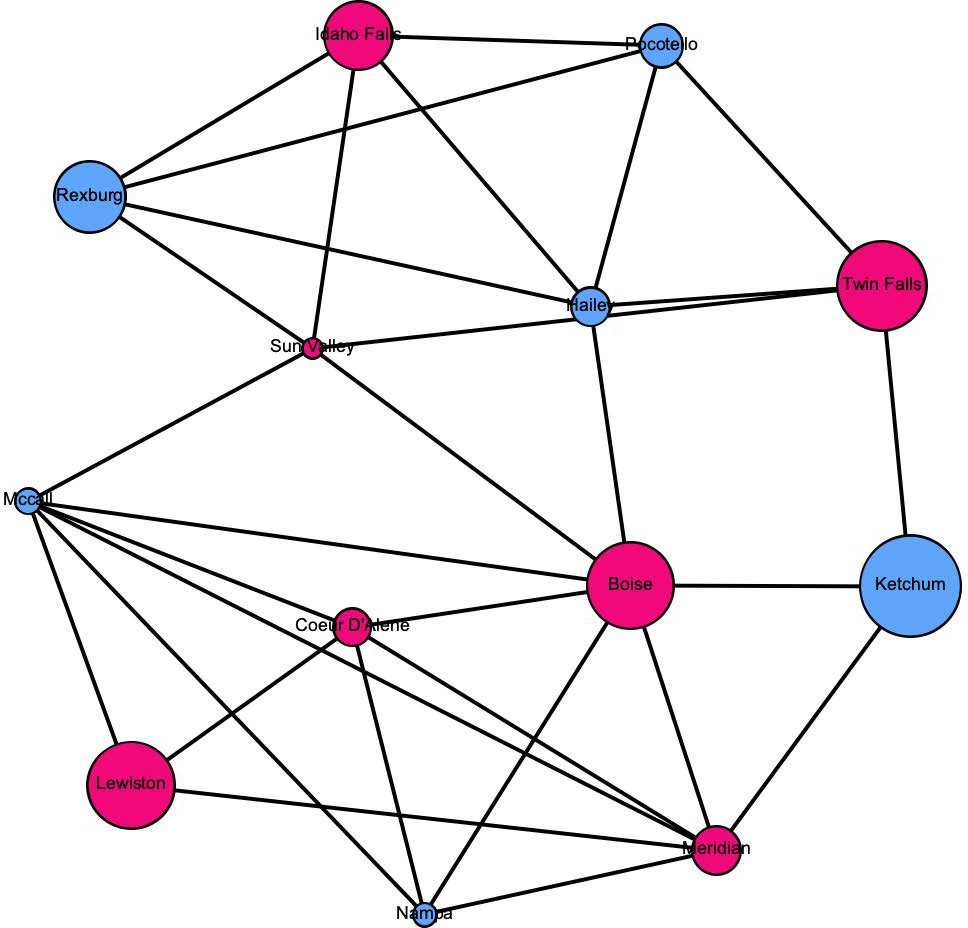 Idaho Falls
Pocotello
Rexburg
Twin Falls
Hailey
Sun Valley
Mccall
Boise
Ketchum
Coeur D'Alene
Lewiston
Meridian
Nampa